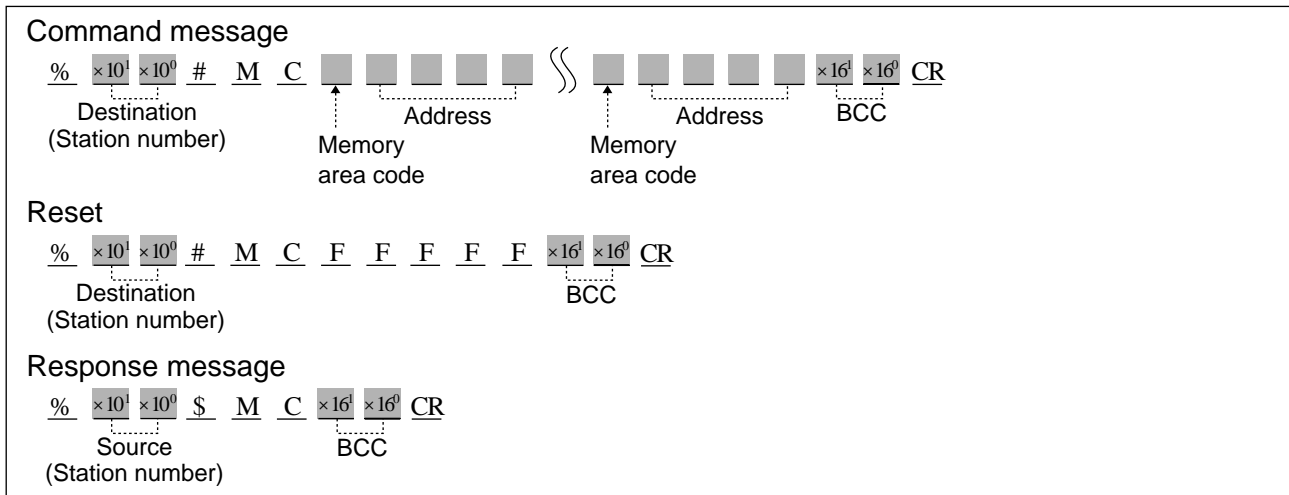 Command message
% ×10¹ ×10⁰ # M C ×16¹ ×16⁰ CR
Destination
(Station number)
Address
Address
BCC
Memory
area code
Memory
area code
Reset
% ×10¹ ×10⁰ # M C F F F F F ×16¹ ×16⁰ CR
Destination
(Station number)
BCC
Response message
% ×10¹ ×10⁰ $ M C ×16¹ ×16⁰ CR
Source
(Station number)
BCC